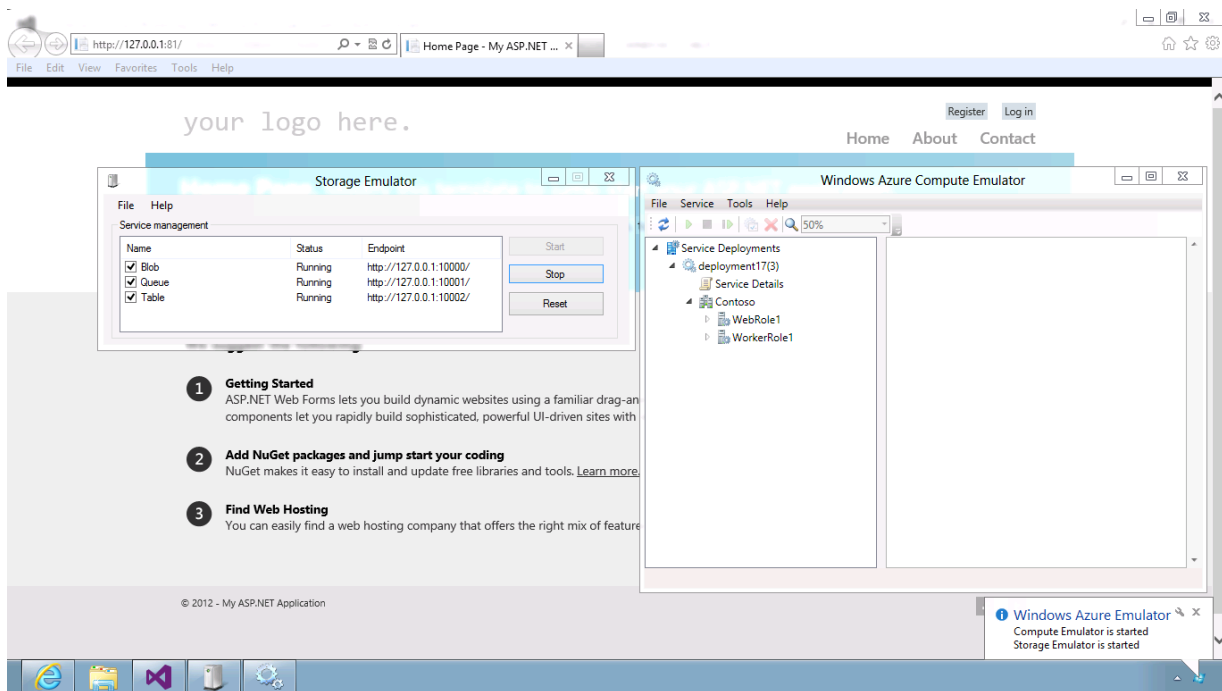 http://127.0.0.1:81/
Home Page - My ASP.NET ...
File Edit View Favorites Tools Help
your logo here.
Register Log in
Home About Contact
Storage Emulator
File Help
Service management
Name Status Endpoint
Blob Running http://127.0.0.1:10000/
Queue Running http://127.0.0.1:10001/
Table Running http://127.0.0.1:10002/
Start
Stop
Reset
Windows Azure Compute Emulator
File Service Tools Help
50%
Service Deployments
deployment17(3)
Service Details
Contoso
WebRole1
WorkerRole1
1 Getting Started
ASP.NET Web Forms lets you build dynamic websites using a familiar drag-an
components let you rapidly build sophisticated, powerful UI-driven sites with
2 Add NuGet packages and jump start your coding
NuGet makes it easy to install and update free libraries and tools. Learn more.
3 Find Web Hosting
You can easily find a web hosting company that offers the right mix of feature
© 2012 - My ASP.NET Application
Windows Azure Emulator
Compute Emulator is started
Storage Emulator is started